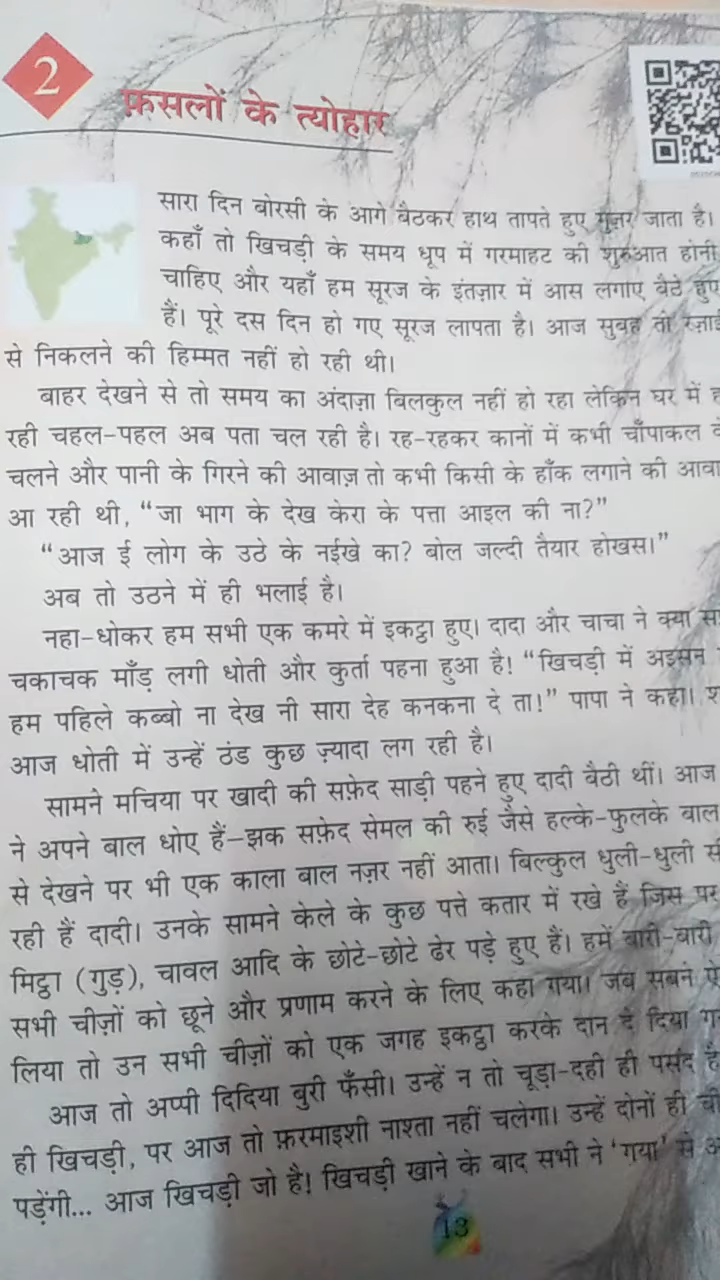 2
फ़सलों के त्योहार
सारा दिन बोरसी के आगे बैठकर हाथ तापते हुए गुज़र जाता है।
कहाँ तो खिचड़ी के समय धूप में गरमाहट की शुरुआत होनी
चाहिए और यहाँ हम सूरज के इंतज़ार में आस लगाए बैठे हुए
हैं। पूरे दस दिन हो गए सूरज लापता है। आज सुबह तो रज़ाई
से निकलने की हिम्मत नहीं हो रही थी।
बाहर देखने से तो समय का अंदाज़ा बिलकुल नहीं हो रहा लेकिन घर में
रही चहल-पहल अब पता चल रही है। रह-रहकर कानों में कभी चाँपाकल
चलने और पानी के गिरने की आवाज़ तो कभी किसी के हाँक लगाने की
आ रही थी, “जा भाग के देख केरा के पत्ता आइल की ना?”
“आज ई लोग के उठे के नईखे का? बोल जल्दी तैयार होखस।”
अब तो उठने में ही भलाई है।
नहा-धोकर हम सभी एक कमरे में इकट्ठा हुए। दादा और चाचा ने क्या
चकाचक माँड़ लगी धोती और कुर्ता पहना हुआ है! “खिचड़ी में अइसन
हम पहिले कब्बो ना देख नी सारा देह कनकना दे ता!” पापा ने कहा।
आज धोती में उन्हें ठंड कुछ ज़्यादा लग रही है।
सामने मचिया पर खादी की सफ़ेद साड़ी पहने हुए दादी बैठी थीं। आज
ने अपने बाल धोए हैं–झक सफ़ेद सेमल की रुई जैसे हल्के-फुलके बाल
से देखने पर भी एक काला बाल नज़र नहीं आता। बिल्कुल धुली-धुली
रही हैं दादी। उनके सामने केले के कुछ पत्ते कतार में रखे हैं जिस पर
मिट्ठा (गुड़), चावल आदि के छोटे-छोटे ढेर पड़े हुए हैं। हमें बारी-बारी
सभी चीज़ों को छूने और प्रणाम करने के लिए कहा गया। जब सबने
लिया तो उन सभी चीज़ों को एक जगह इकट्ठा करके दान दे दिया
आज तो अप्पी दिदिया बुरी फँसी। उन्हें न तो चूड़ा-दही ही पसंद
ही खिचड़ी, पर आज तो फ़रमाइशी नाश्ता नहीं चलेगा। उन्हें दोनों ही
पड़ेंगी... आज खिचड़ी जो है! खिचड़ी खाने के बाद सभी ने ‘गया’ से
13